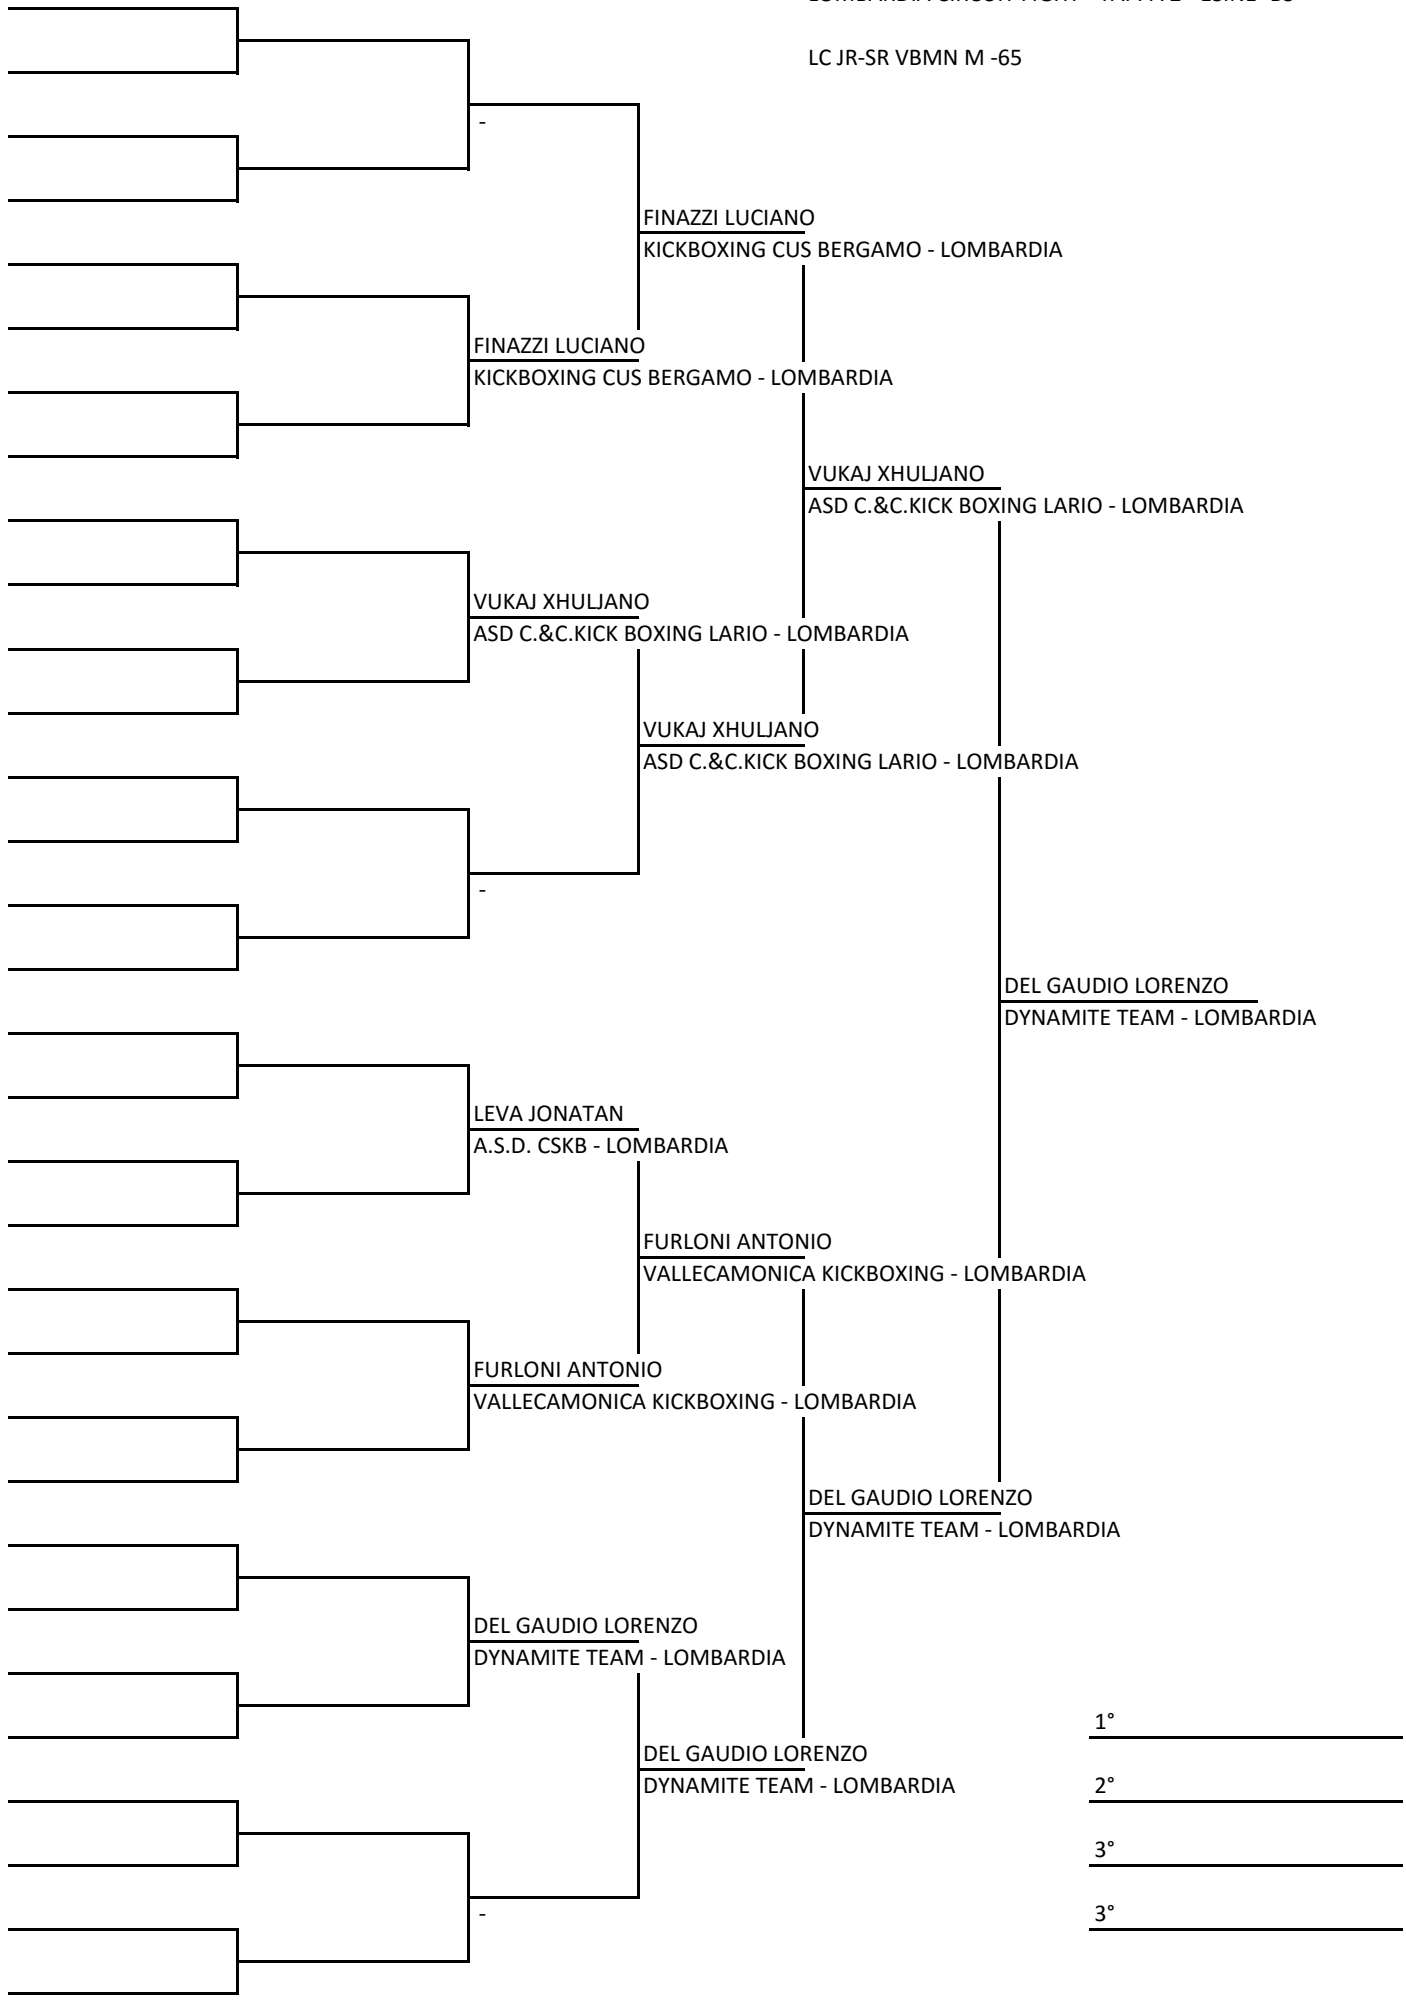 LC JR-SR VBMN M -65
-
FINAZZI LUCIANO
KICKBOXING CUS BERGAMO - LOMBARDIA
FINAZZI LUCIANO
KICKBOXING CUS BERGAMO - LOMBARDIA
VUKAJ XHULJANO
ASD C.&C.KICK BOXING LARIO - LOMBARDIA
VUKAJ XHULJANO
ASD C.&C.KICK BOXING LARIO - LOMBARDIA
VUKAJ XHULJANO
ASD C.&C.KICK BOXING LARIO - LOMBARDIA
-
DEL GAUDIO LORENZO
DYNAMITE TEAM - LOMBARDIA
LEVA JONATAN
A.S.D. CSKB - LOMBARDIA
FURLONI ANTONIO
VALLECAMONICA KICKBOXING - LOMBARDIA
FURLONI ANTONIO
VALLECAMONICA KICKBOXING - LOMBARDIA
DEL GAUDIO LORENZO
DYNAMITE TEAM - LOMBARDIA
DEL GAUDIO LORENZO
DYNAMITE TEAM - LOMBARDIA
1°
DEL GAUDIO LORENZO
DYNAMITE TEAM - LOMBARDIA
2°
3°
-
3°